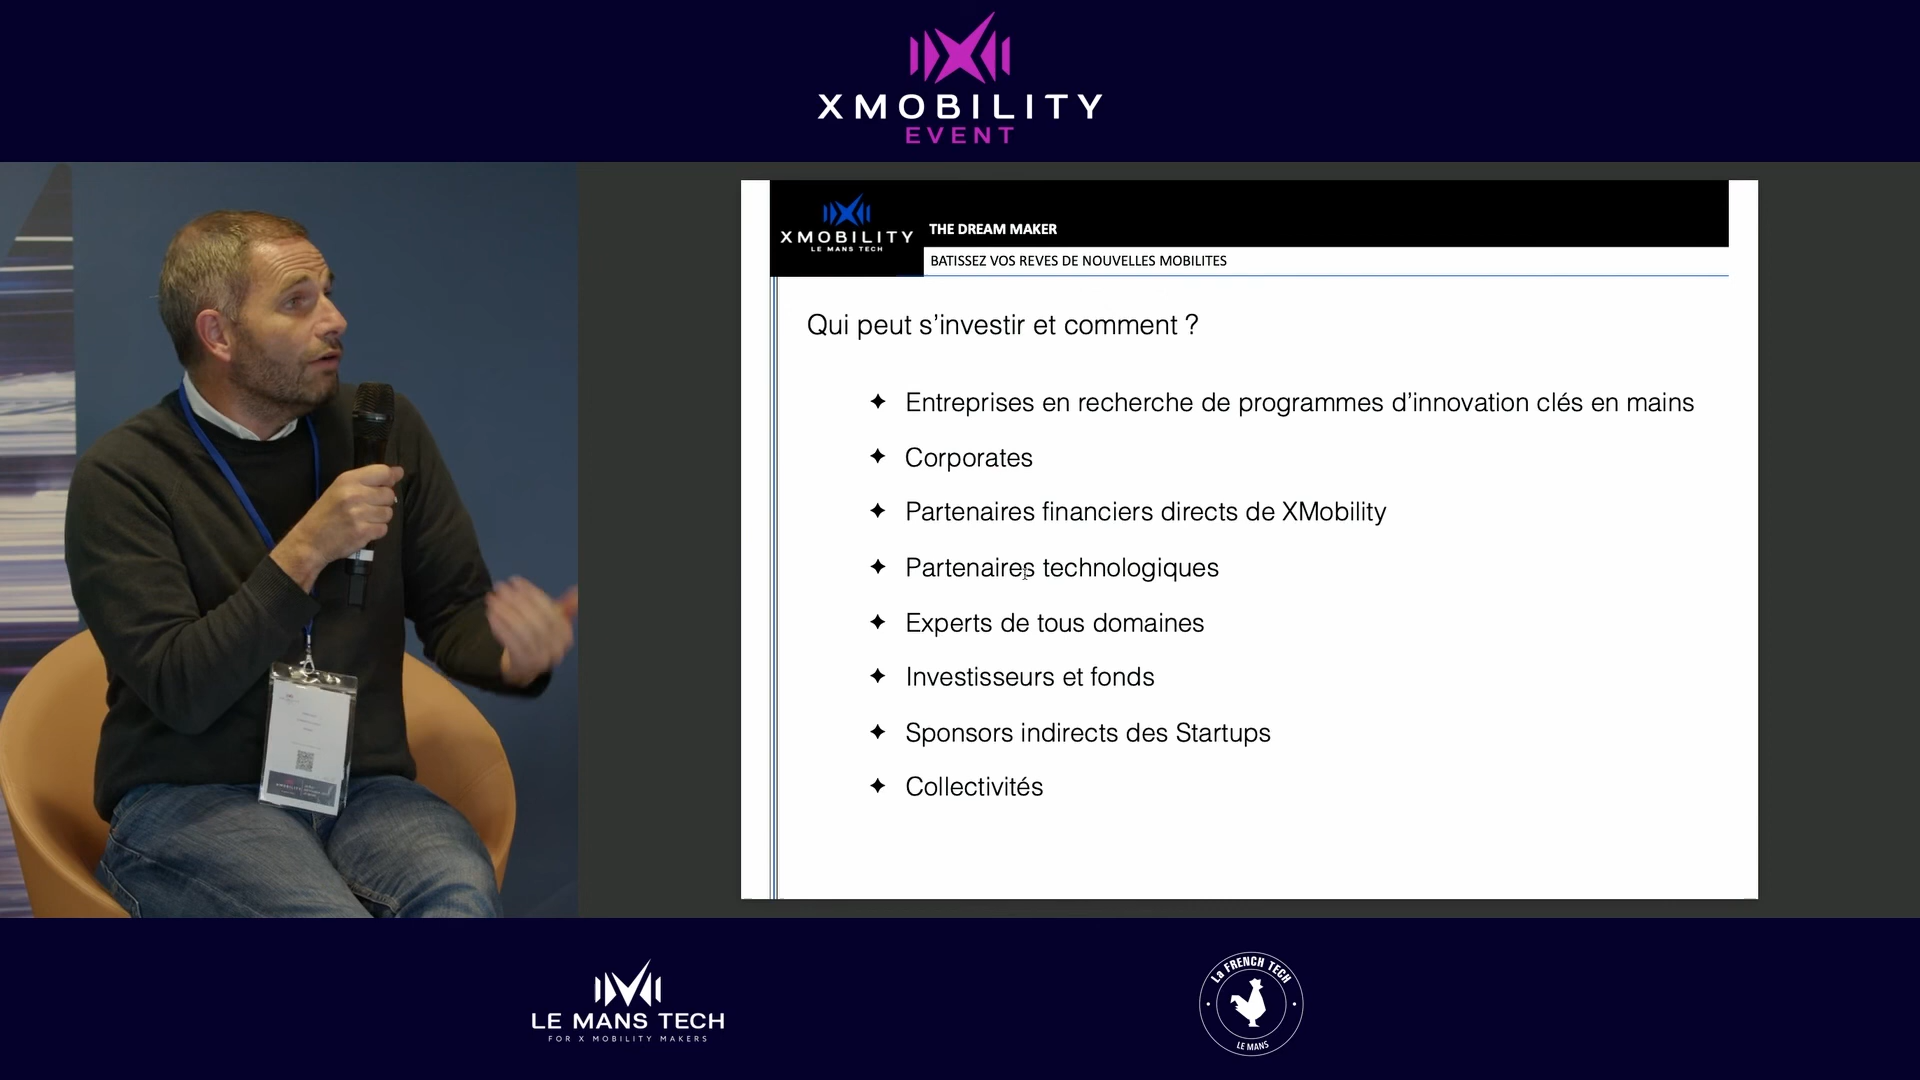 XMOBILITY
EVENT
XMOBILITY
LE MANS TECH
THE DREAM MAKER
BATISSEZ VOS REVES DE NOUVELLES MOBILITES
Qui peut s’investir et comment ?
✦ Entreprises en recherche de programmes d’innovation clés en mains
✦ Corporates
✦ Partenaires financiers directs de XMobility
✦ Partenaires technologiques
✦ Experts de tous domaines
✦ Investisseurs et fonds
✦ Sponsors indirects des Startups
✦ Collectivités
XMOBILITY
LE MANS TECH
FOR X MOBILITY MAKERS
La FRENCH TECH
LE MANS